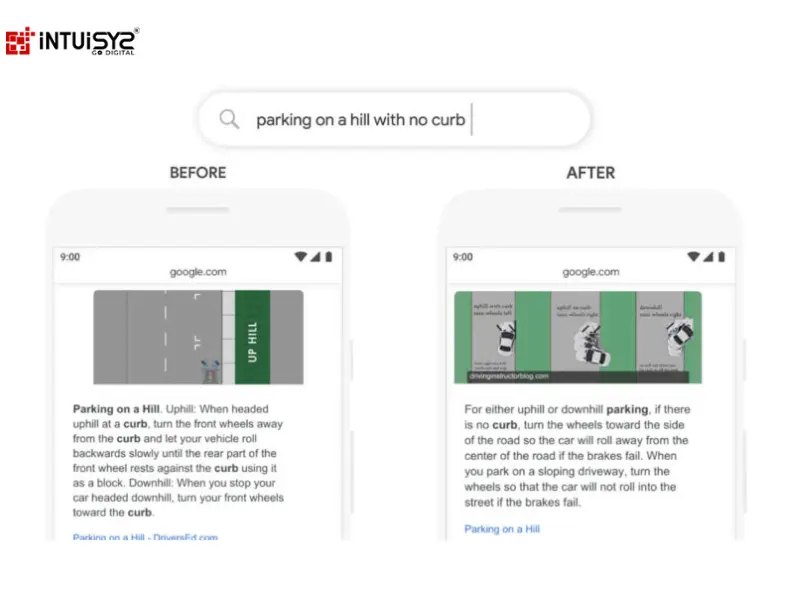 iNTUiSYZ®
GO DIGITAL
parking on a hill with no curb
BEFORE
AFTER
9:00
google.com
UP HILL
Parking on a Hill. Uphill: When headed
uphill at a curb, turn the front wheels away
from the curb and let your vehicle roll
backwards slowly until the rear part of the
front wheel rests against the curb using it
as a block. Downhill: When you stop your
car headed downhill, turn your front wheels
toward the curb.
Parking on a Hill - DriversEd.com
9:00
google.com
drivinginstructorblog.com
For either uphill or downhill parking, if there
is no curb, turn the wheels toward the side
of the road so the car will roll away from the
center of the road if the brakes fail. When
you park on a sloping driveway, turn the
wheels so that the car will not roll into the
street if the brakes fail.
Parking on a Hill